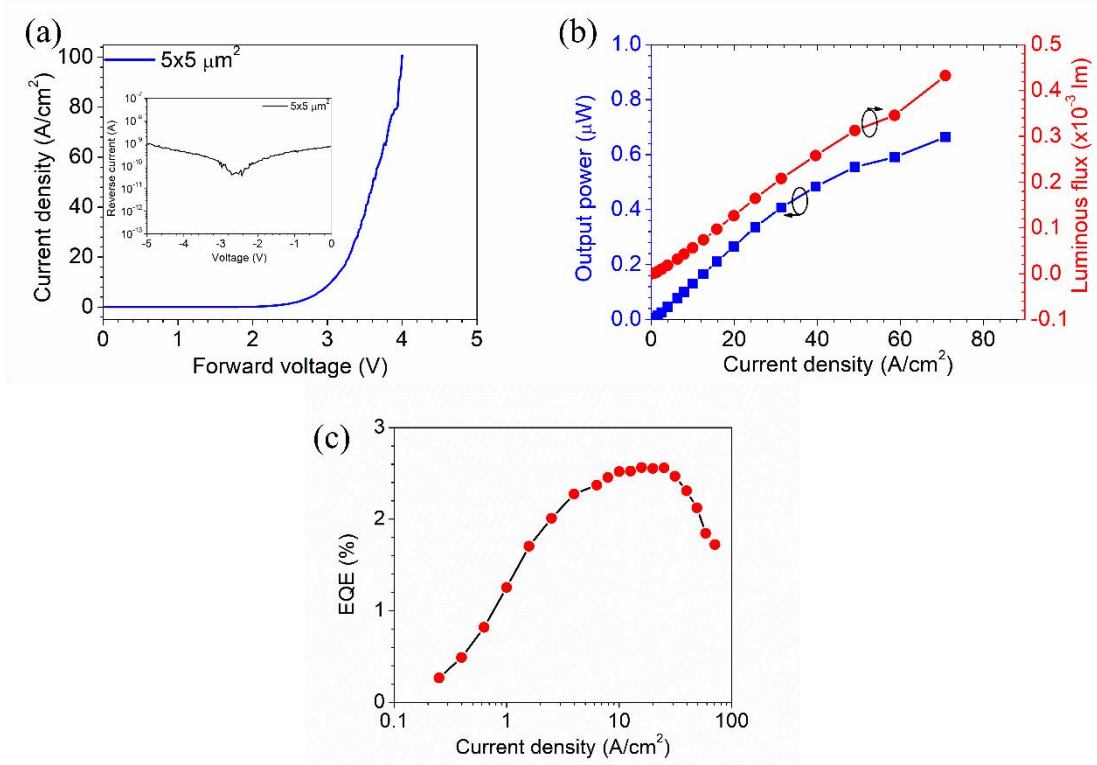 (a)
5x5 μm²
Current density (A/cm²)
100
80
60
40
20
0
0 1 2 3 4 5
Forward voltage (V)
5x5 μm²
Reverse current (A)
10⁻⁷
10⁻⁸
10⁻⁹
10⁻¹⁰
10⁻¹¹
10⁻¹²
10⁻¹³
-5 -4 -3 -2 -1 0
Voltage (V)
(b)
Output power (μW)
1.0
0.8
0.6
0.4
0.2
0.0
0 20 40 60 80
Current density (A/cm²)
0.5
0.4
0.3
0.2
0.1
0.0
-0.1
Luminous flux (x10⁻³ lm)
(c)
EQE (%)
3
2
1
0
0.1 1 10 100
Current density (A/cm²)